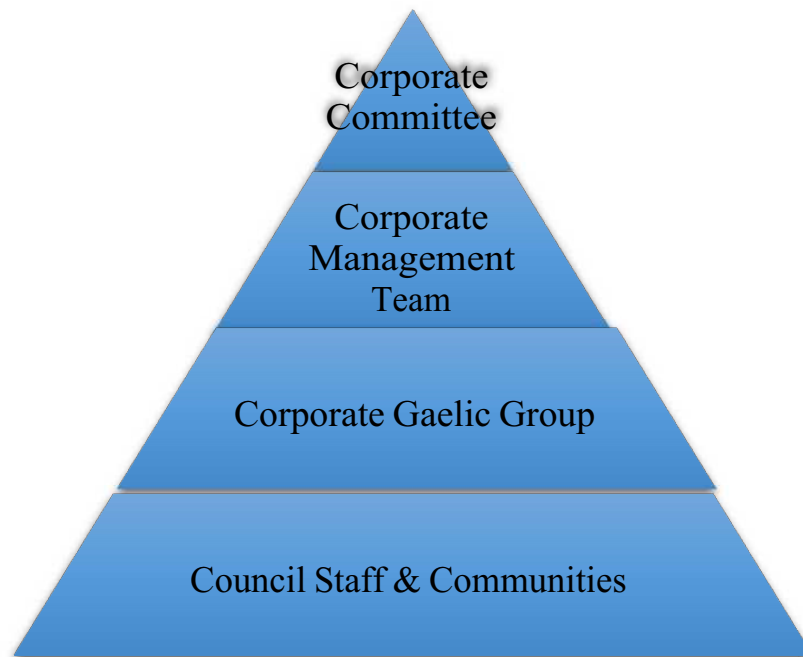 Corporate
Committee
Corporate
Management
Team
Corporate Gaelic Group
Council Staff & Communities